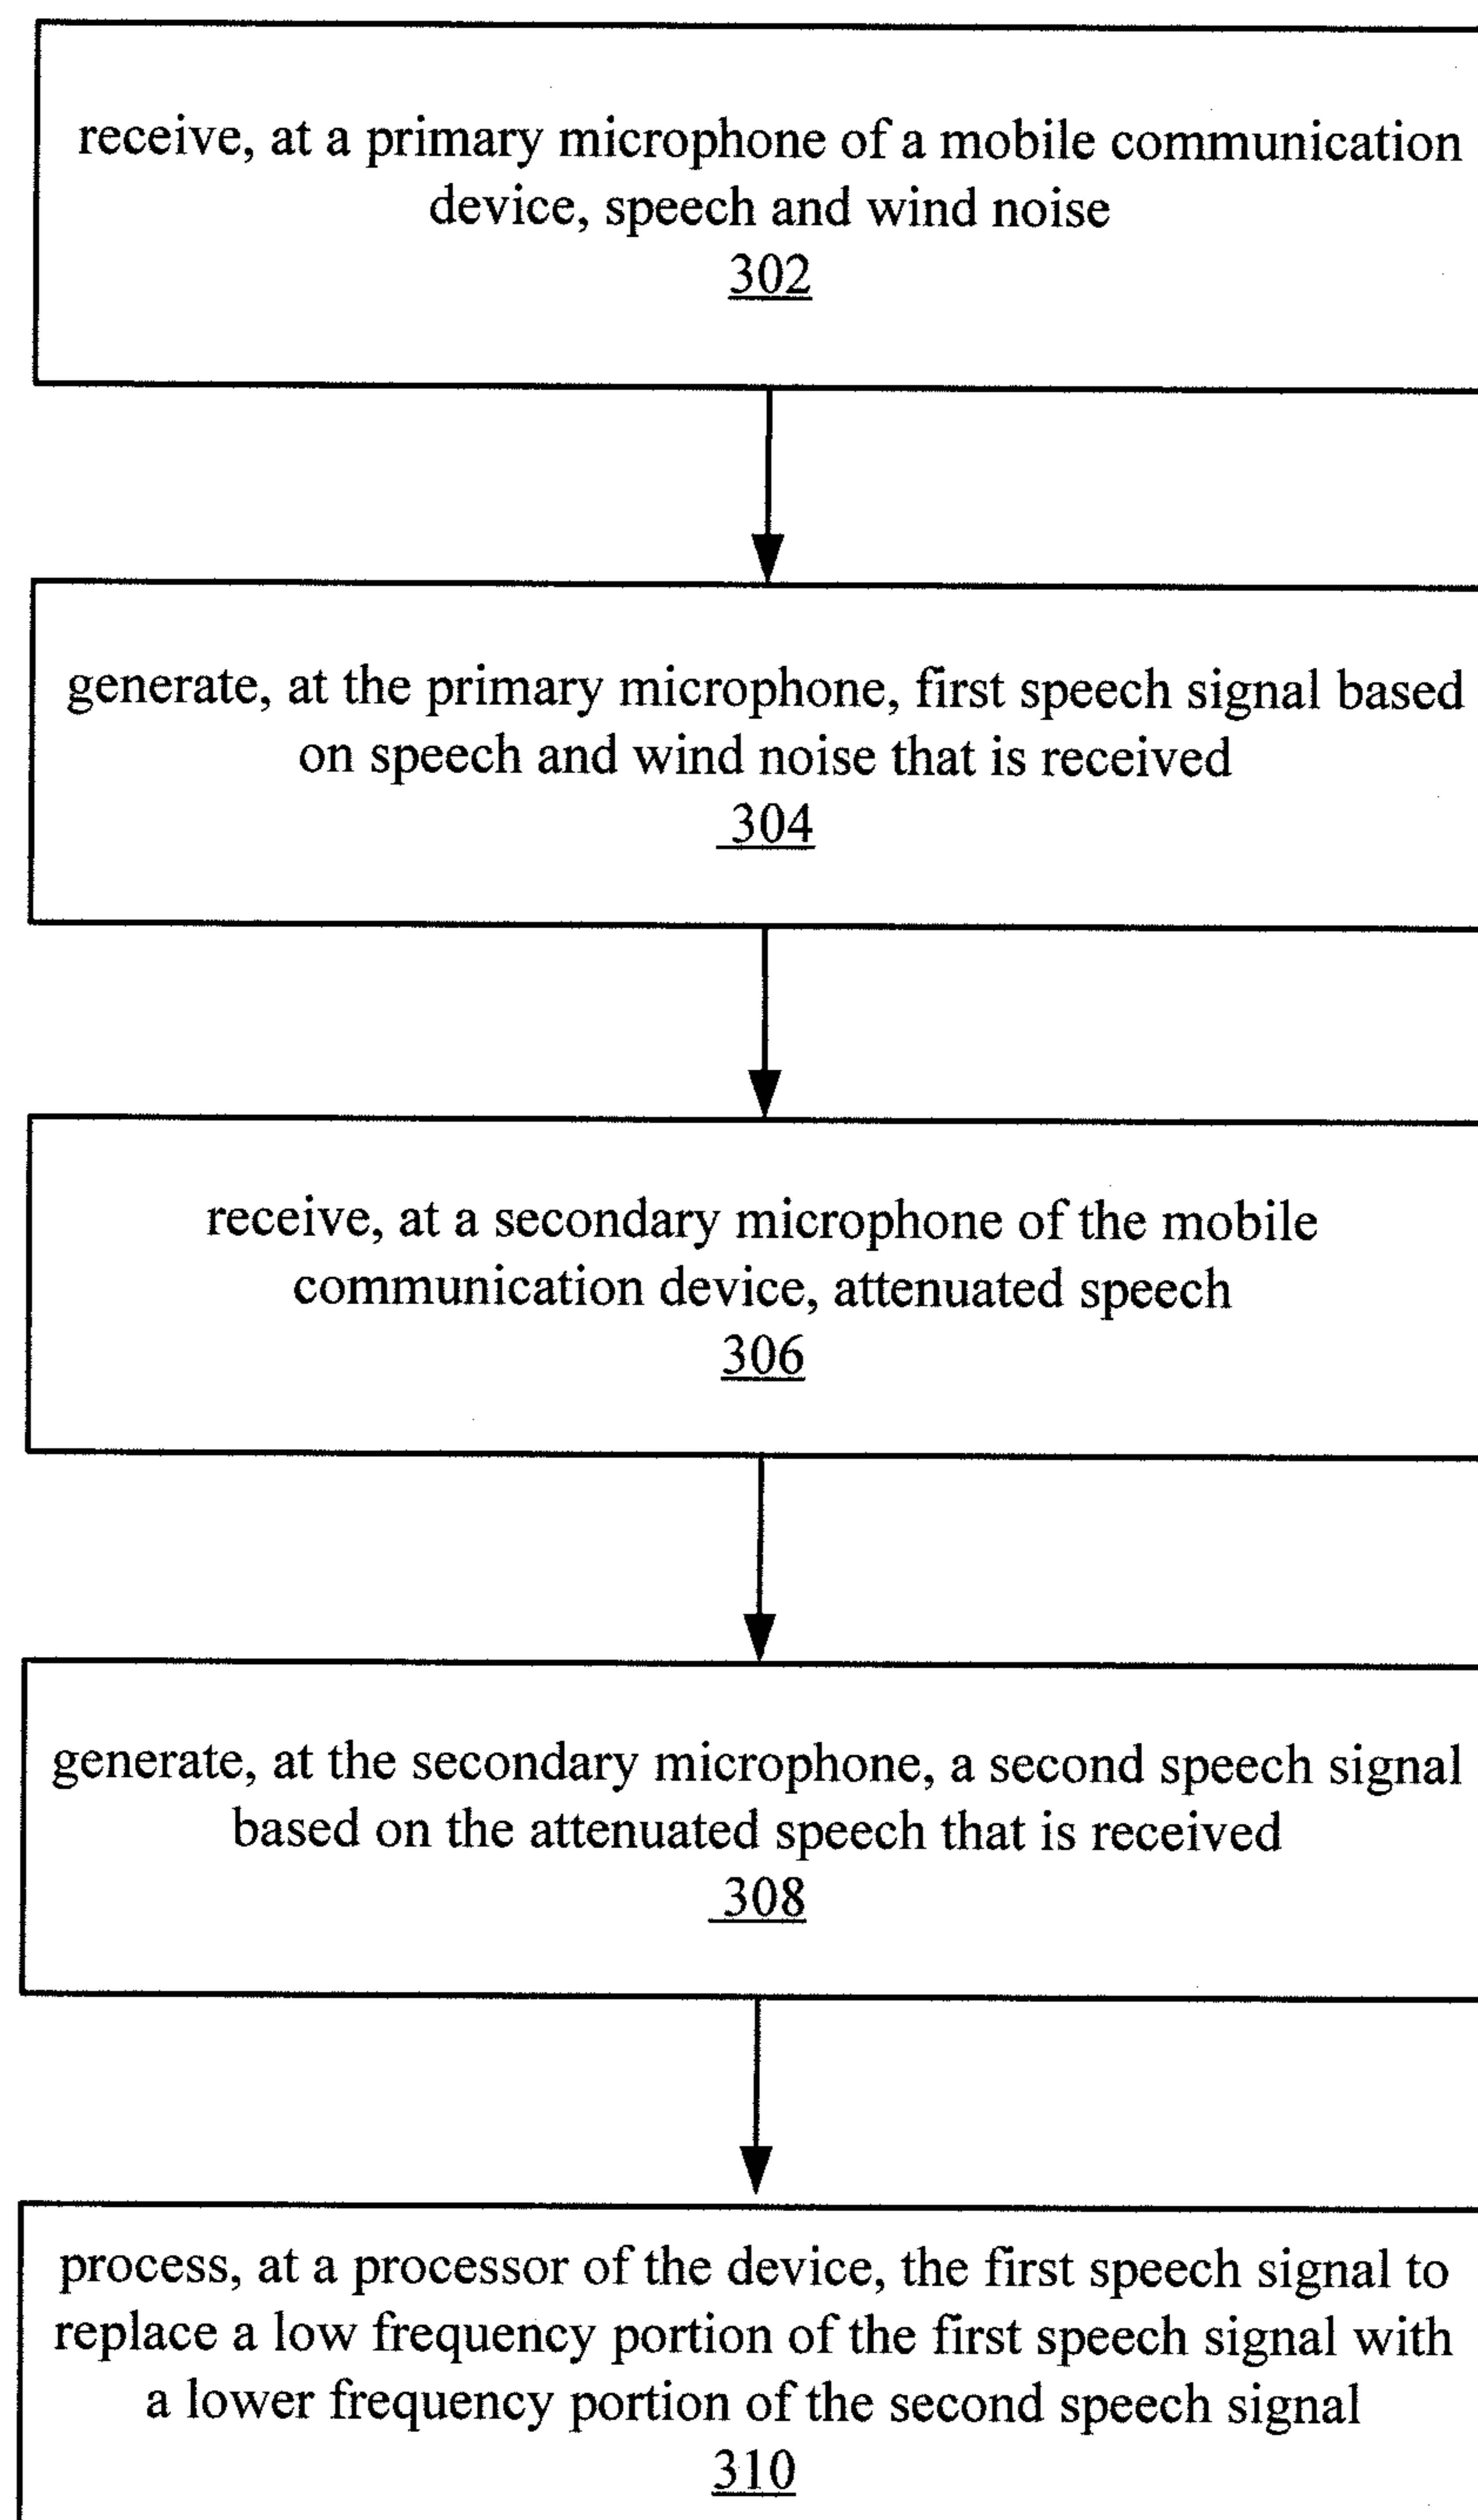 receive, at a primary microphone of a mobile communication
device, speech and wind noise
302
generate, at the primary microphone, first speech signal based
on speech and wind noise that is received
304
receive, at a secondary microphone of the mobile
communication device, attenuated speech
306
generate, at the secondary microphone, a second speech signal
based on the attenuated speech that is received
308
process, at a processor of the device, the first speech signal to
replace a low frequency portion of the first speech signal with
a lower frequency portion of the second speech signal
310